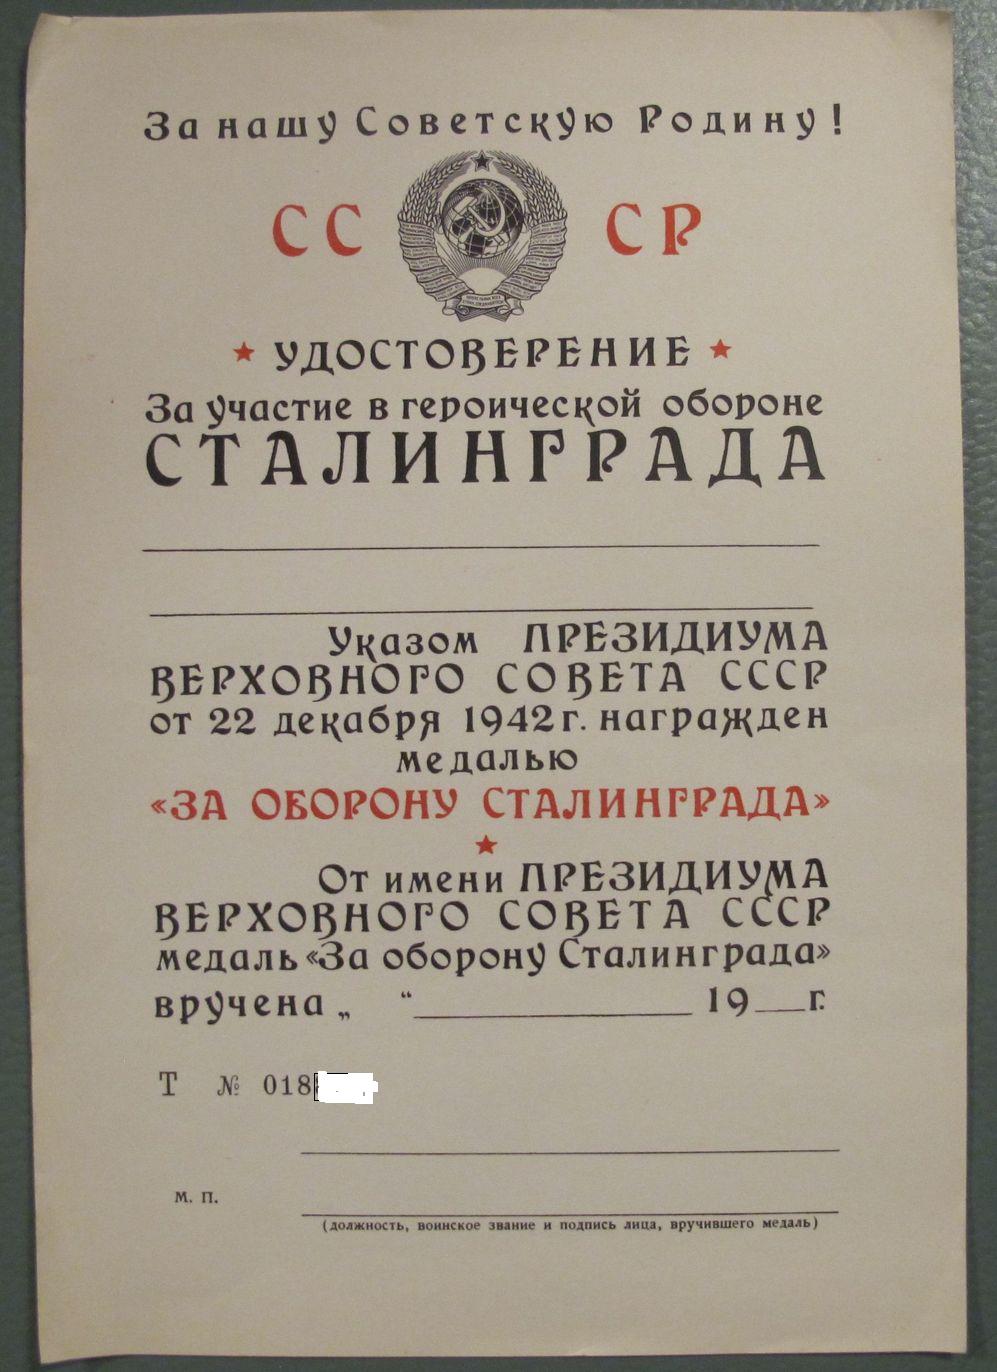 За нашу Советскую Родину!
СС СР
УДОСТОВЕРЕНИЕ
За участие в героической обороне
СТАЛИНГРАДА
Указом ПРЕЗИДИУМА
ВЕРХОВНОГО СОВЕТА СССР
от 22 декабря 1942 г. награжден
медалью
«ЗА ОБОРОНУ СТАЛИНГРАДА»
От имени ПРЕЗИДИУМА
ВЕРХОВНОГО СОВЕТА СССР
медаль «За оборону Сталинграда»
вручена „ “ 19 г.
Т № 018
М. П.
(должность, воинское звание и подпись лица, вручившего медаль)